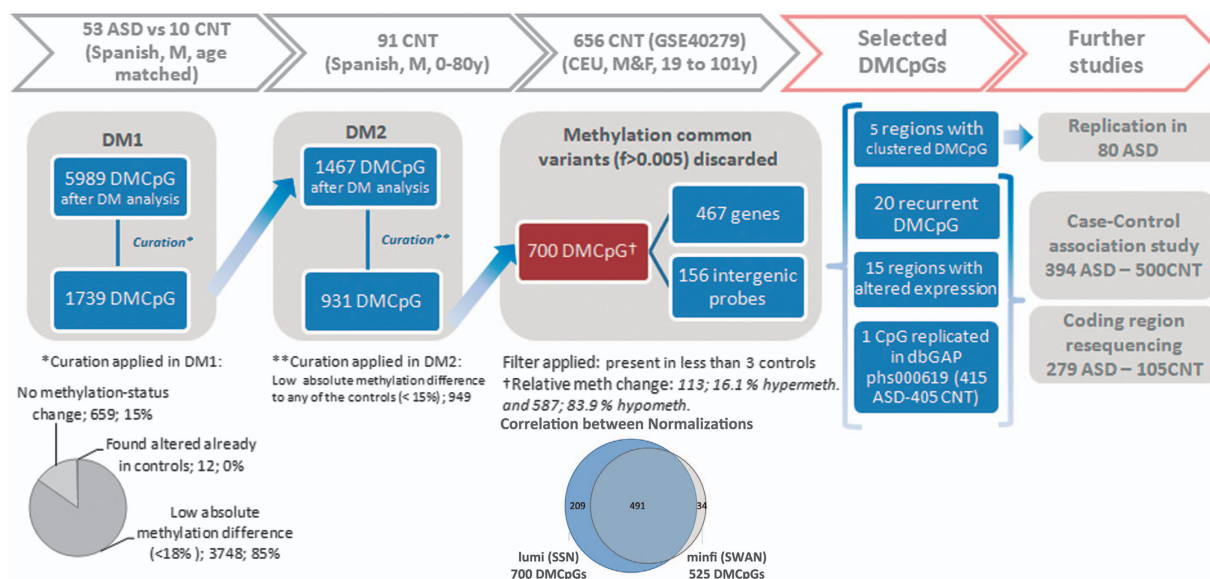 53 ASD vs 10 CNT
(Spanish, M, age
matched)
91 CNT
(Spanish, M, 0-80y)
656 CNT (GSE40279)
(CEU, M&F, 19 to 101y)
Selected
DMCpGs
Further
studies
DM1
5989 DMCpG
after DM analysis
Curation*
1739 DMCpG
DM2
1467 DMCpG
after DM analysis
Curation**
931 DMCpG
Methylation common
variants (f>0.005) discarded
700 DMCpG†
467 genes
156 intergenic
probes
5 regions with
clustered DMCpG
20 recurrent
DMCpG
15 regions with
altered expression
1 CpG replicated
in dbGAP
phs000619 (415
ASD-405 CNT)
Replication in
80 ASD
Case-Control
association study
394 ASD – 500CNT
Coding region
resequencing
279 ASD – 105CNT
*Curation applied in DM1:
No methylation-status
change; 659; 15%
Found altered already
in controls; 12; 0%
Low absolute
methylation difference
(<18% ); 3748; 85%
**Curation applied in DM2:
Low absolute methylation difference
to any of the controls (< 15%) ; 949
Filter applied: present in less than 3 controls
†Relative meth change: 113; 16.1 % hypermeth.
and 587; 83.9 % hypometh.
Correlation between Normalizations
209
491
34
lumi (SSN)
700 DMCpGs
minfi (SWAN)
525 DMCpGs